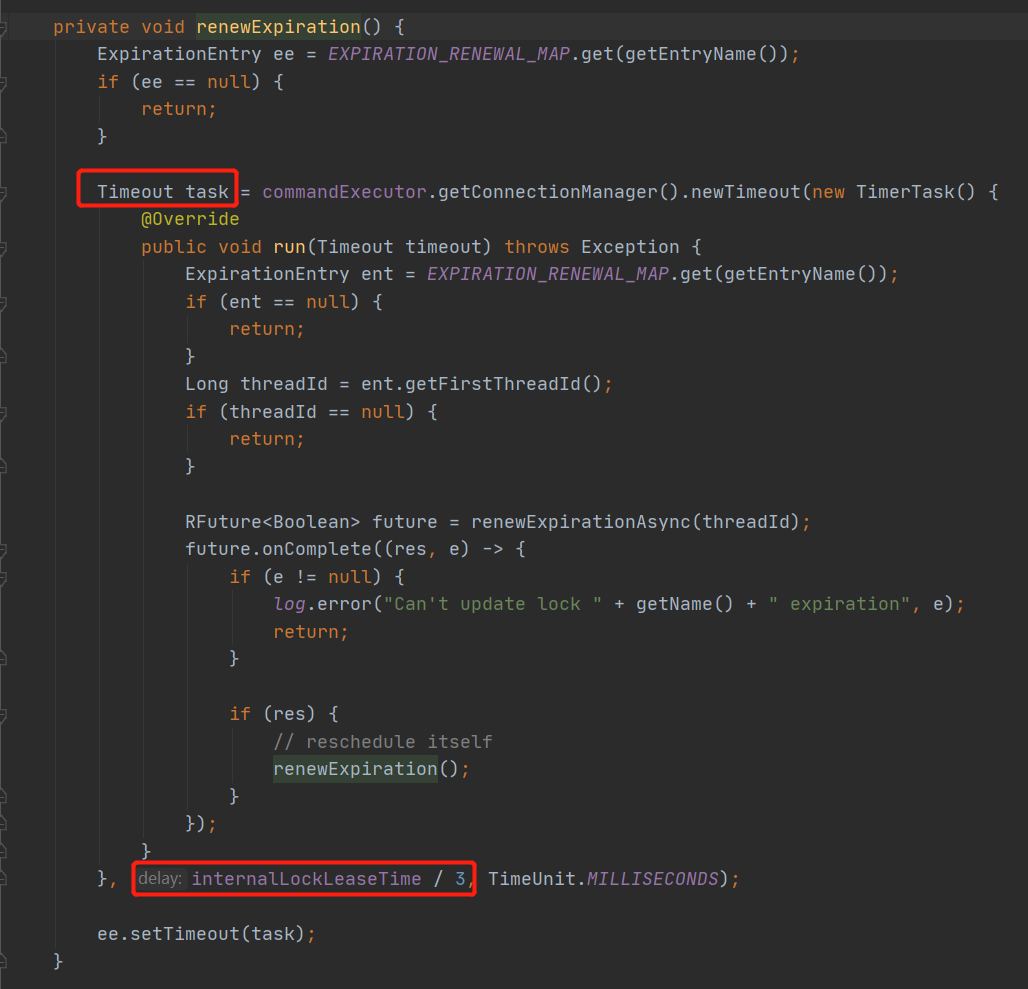 private void renewExpiration() {
    ExpirationEntry ee = EXPIRATION_RENEWAL_MAP.get(getEntryName());
    if (ee == null) {
        return;
    }

    Timeout task = commandExecutor.getConnectionManager().newTimeout(new TimerTask() {
        @Override
        public void run(Timeout timeout) throws Exception {
            ExpirationEntry ent = EXPIRATION_RENEWAL_MAP.get(getEntryName());
            if (ent == null) {
                return;
            }
            Long threadId = ent.getFirstThreadId();
            if (threadId == null) {
                return;
            }

            RFuture<Boolean> future = renewExpirationAsync(threadId);
            future.onComplete((res, e) -> {
                if (e != null) {
                    log.error("Can't update lock " + getName() + " expiration", e);
                    return;
                }

                if (res) {
                    // reschedule itself
                    renewExpiration();
                }
            });
        }
    }, delay: internalLockLeaseTime / 3, TimeUnit.MILLISECONDS);

    ee.setTimeout(task);
}